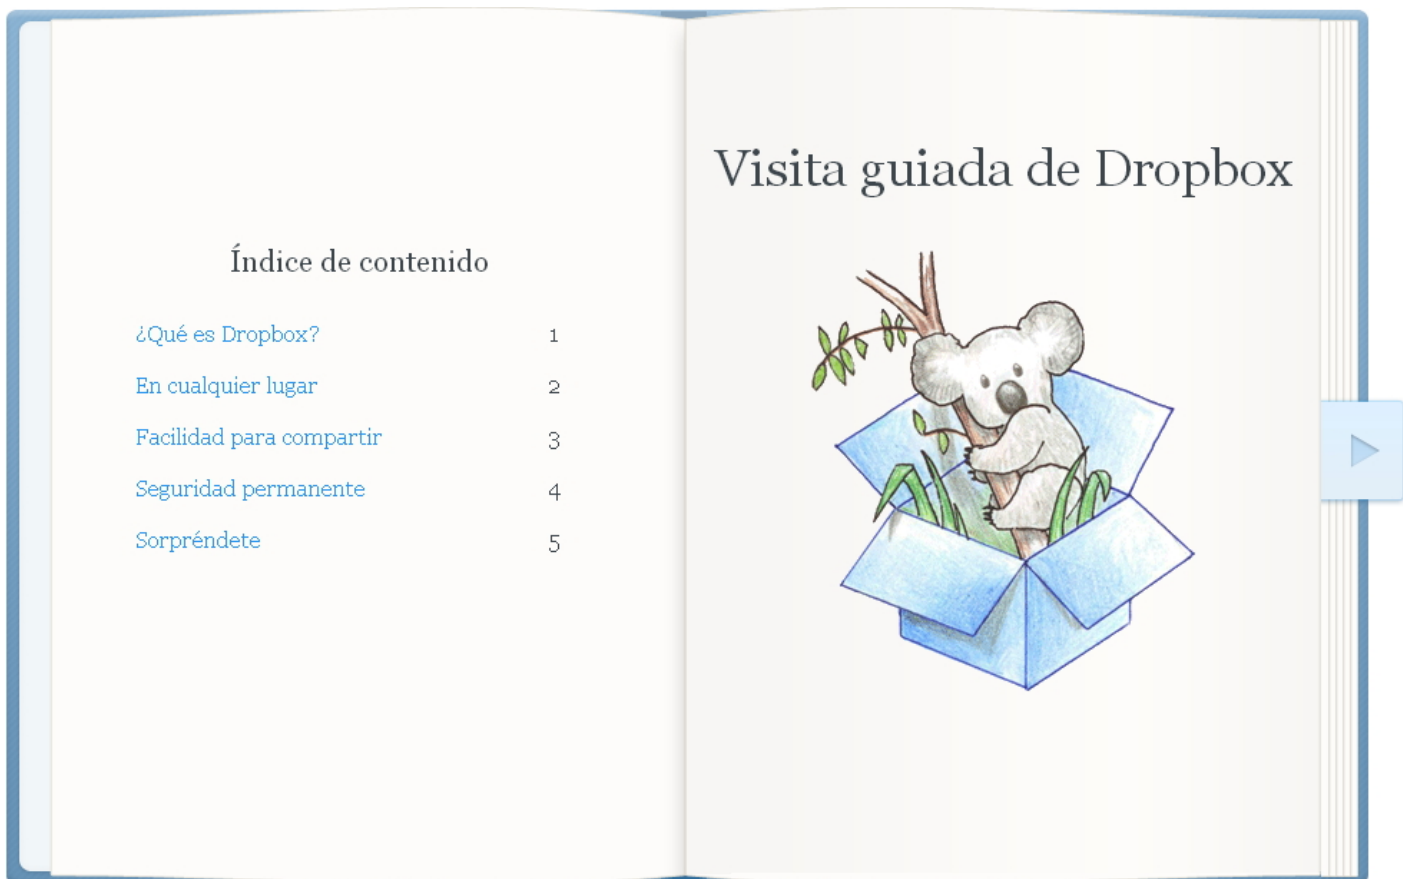 Índice de contenido
¿Qué es Dropbox? 1
En cualquier lugar 2
Facilidad para compartir 3
Seguridad permanente 4
Sorpréndete 5
Visita guiada de Dropbox